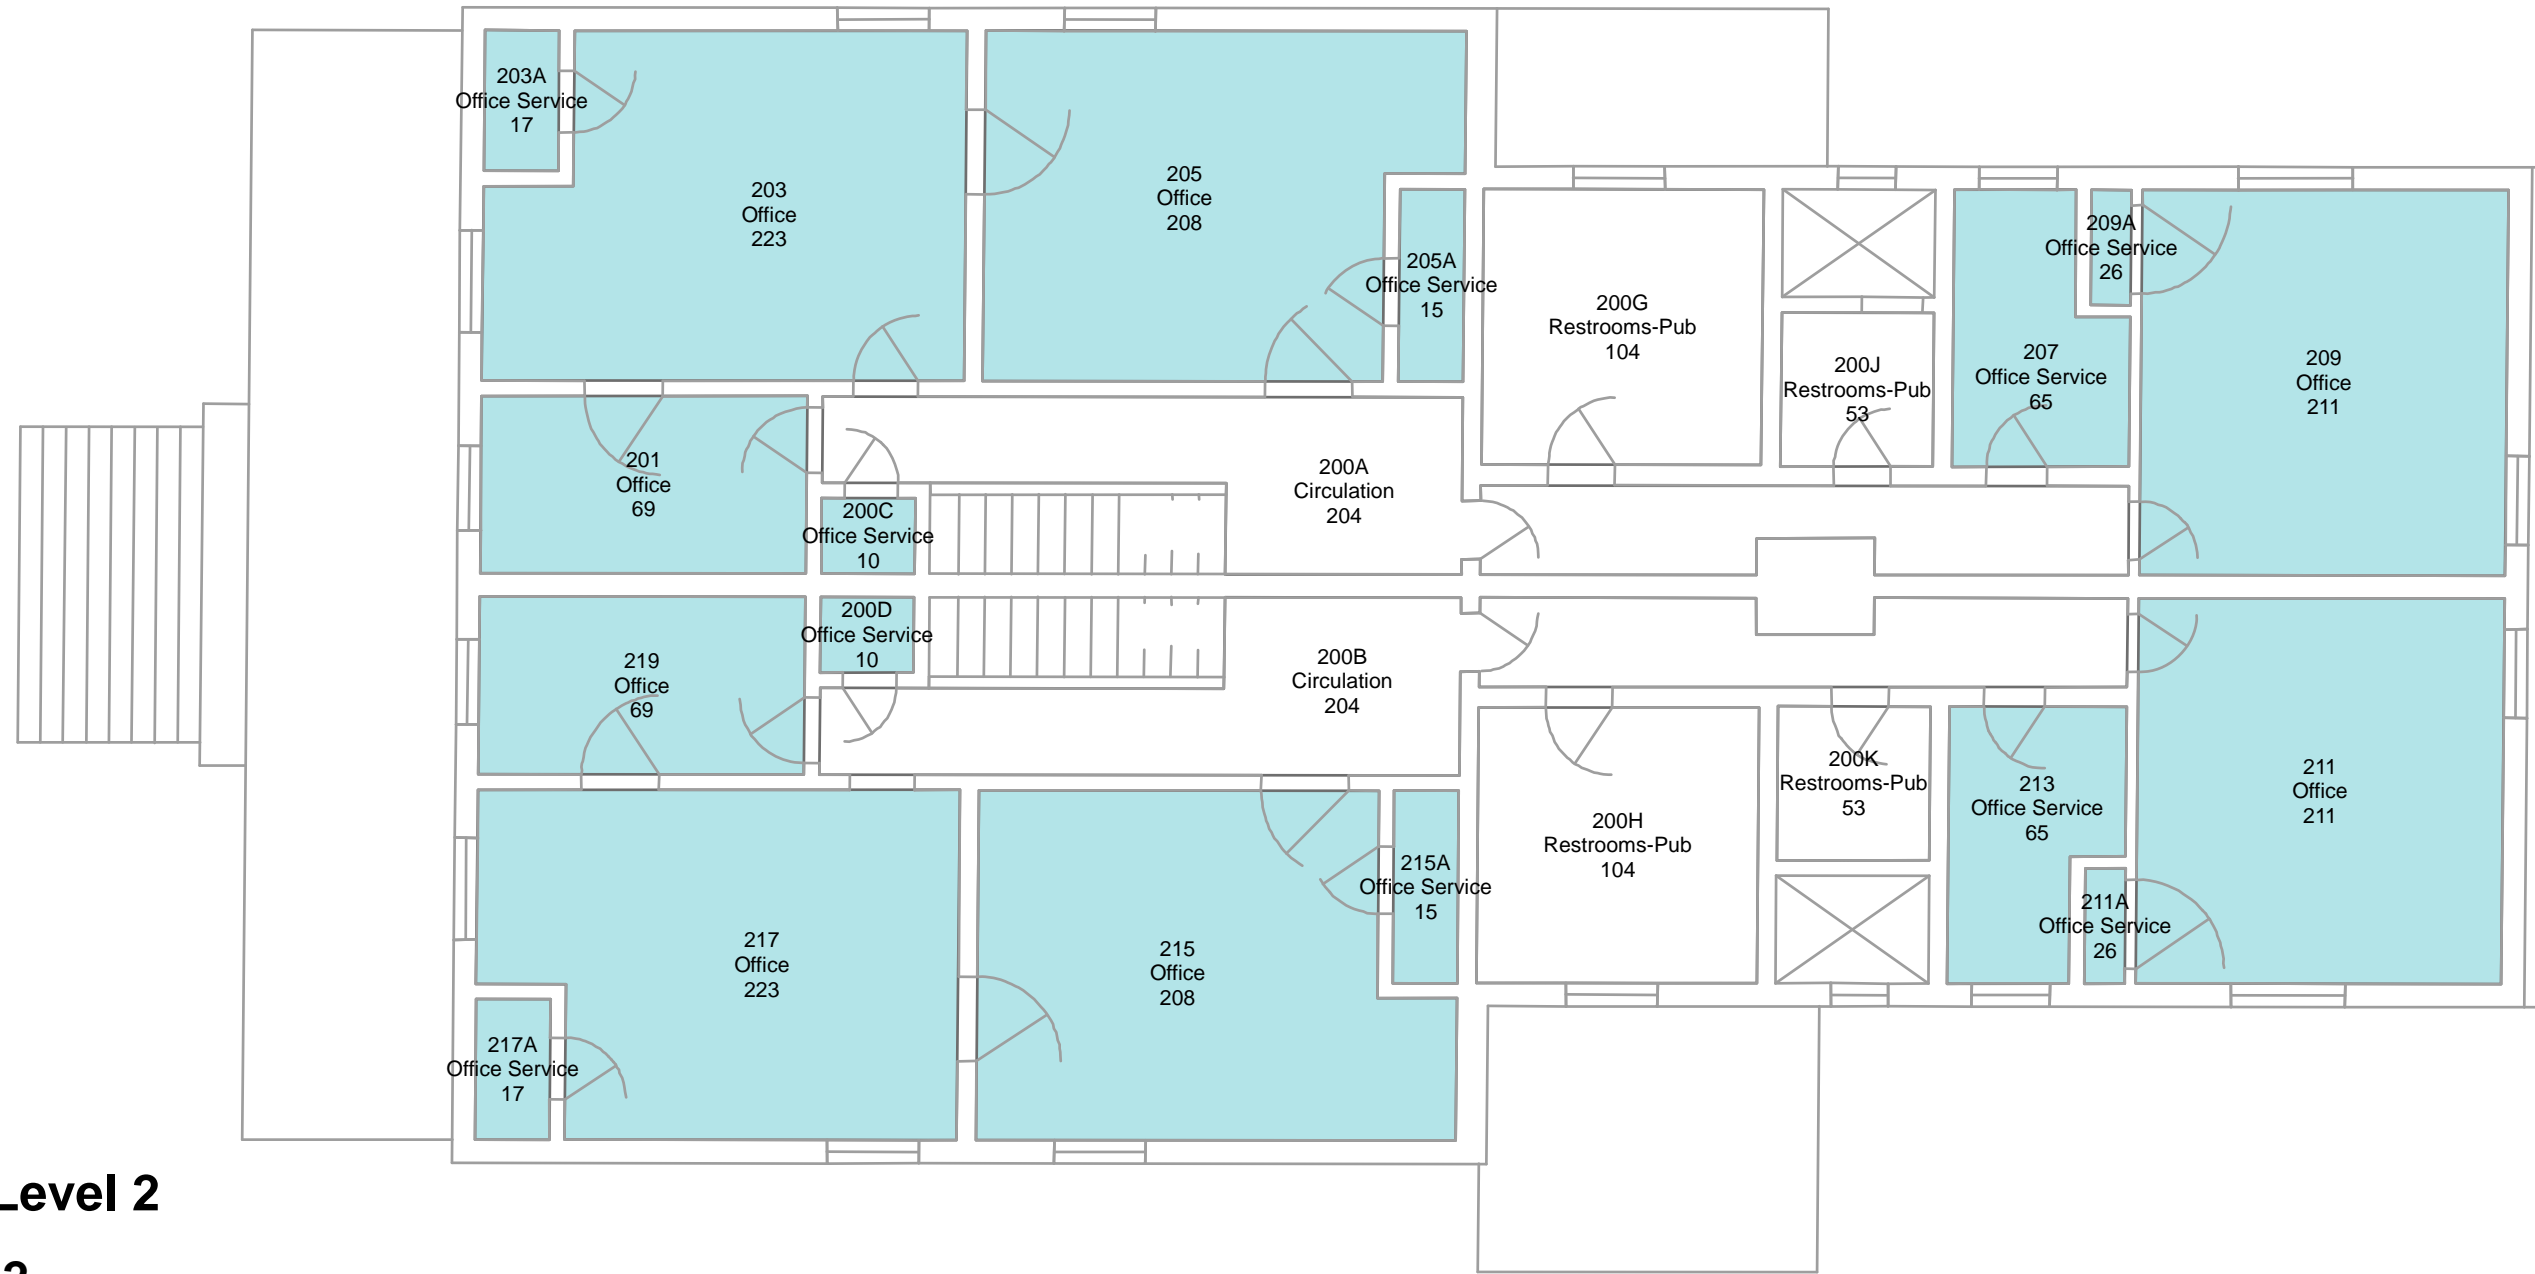 203A
Office Service
17
203
Office
223
205
Office
208
205A
Office Service
15
200G
Restrooms-Pub
104
200J
Restrooms-Pub
53
207
Office Service
65
209A
Office Service
26
209
Office
211
201
Office
69
200C
Office Service
10
200A
Circulation
204
219
Office
69
200D
Office Service
10
200B
Circulation
204
217
Office
223
217A
Office Service
17
215
Office
208
215A
Office Service
15
200H
Restrooms-Pub
104
200K
Restrooms-Pub
53
213
Office Service
65
211A
Office Service
26
211
Office
211
Level 2